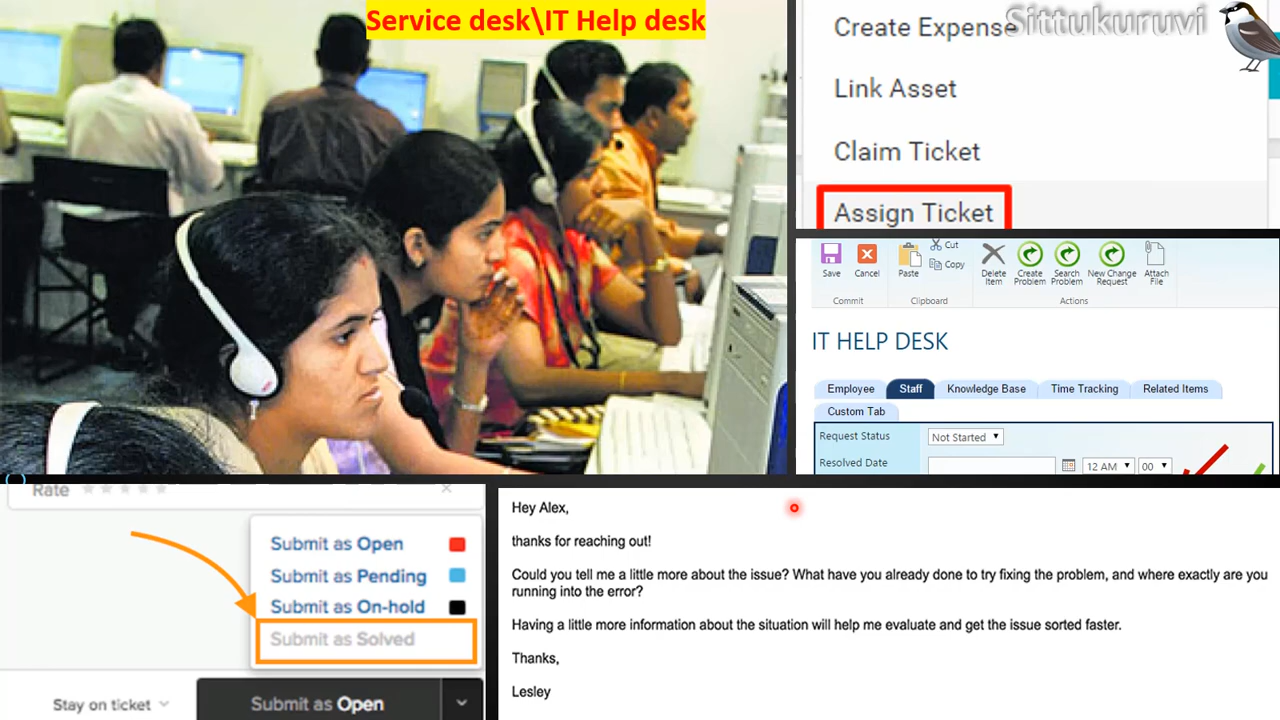 Service desk\IT Help desk
Create Expense
Sittukuruvi
Link Asset
Claim Ticket
Assign Ticket
Save
Cancel
Paste
Cut
Copy
Delete Item
Create Problem
Search Problem
New Change Request
Attach File
Commit
Clipboard
Actions
IT HELP DESK
Employee
Staff
Knowledge Base
Time Tracking
Related Items
Custom Tab
Request Status
Not Started
Resolved Date
12 AM
00
Rate
Submit as Open
Submit as Pending
Submit as On-hold
Submit as Solved
Stay on ticket
Submit as Open
Hey Alex,
thanks for reaching out!
Could you tell me a little more about the issue? What have you already done to try fixing the problem, and where exactly are you
running into the error?
Having a little more information about the situation will help me evaluate and get the issue sorted faster.
Thanks,
Lesley